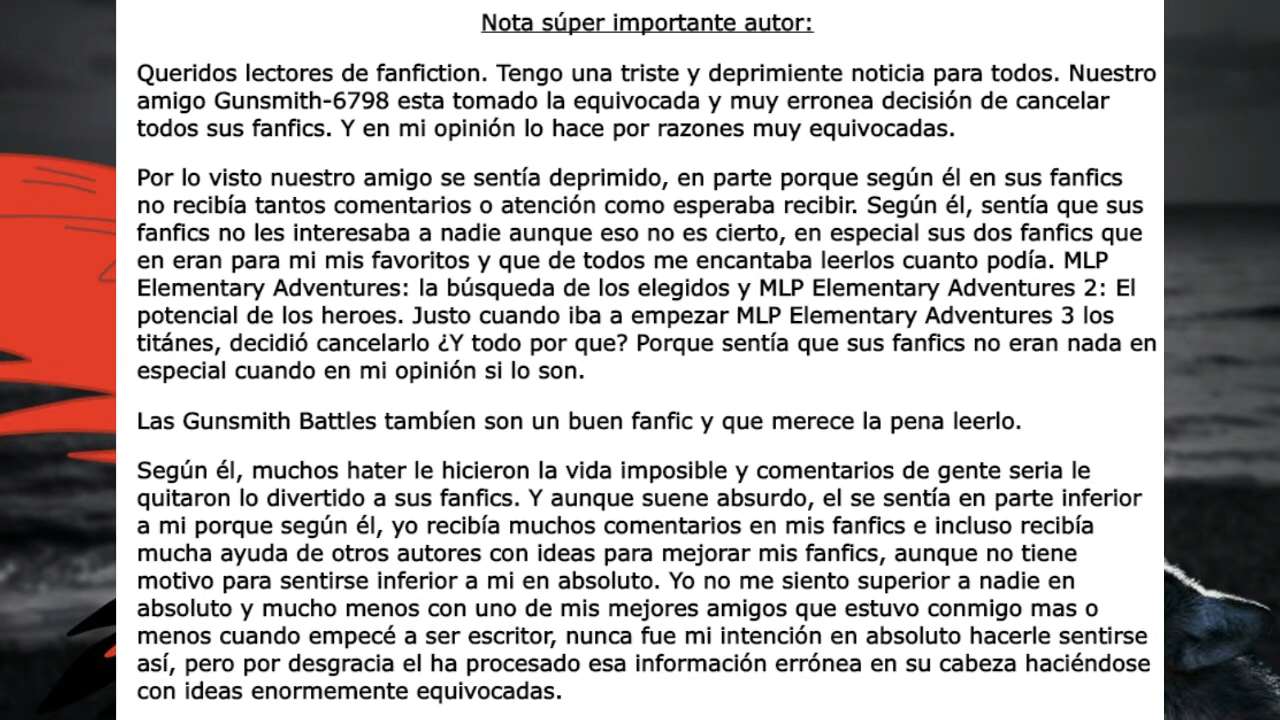 Nota súper importante autor:
Queridos lectores de fanfiction. Tengo una triste y deprimiente noticia para todos. Nuestro
amigo Gunsmith-6798 esta tomado la equivocada y muy erronea decisión de cancelar
todos sus fanfics. Y en mi opinión lo hace por razones muy equivocadas.
Por lo visto nuestro amigo se sentía deprimido, en parte porque según él en sus fanfics
no recibía tantos comentarios o atención como esperaba recibir. Según él, sentía que sus
fanfics no les interesaba a nadie aunque eso no es cierto, en especial sus dos fanfics que
en eran para mi mis favoritos y que de todos me encantaba leerlos cuanto podía. MLP
Elementary Adventures: la búsqueda de los elegidos y MLP Elementary Adventures 2: El
potencial de los heroes. Justo cuando iba a empezar MLP Elementary Adventures 3 los
titánes, decidió cancelarlo ¿Y todo por que? Porque sentía que sus fanfics no eran nada en
especial cuando en mi opinión si lo son.
Las Gunsmith Battles tambíen son un buen fanfic y que merece la pena leerlo.
Según él, muchos hater le hicieron la vida imposible y comentarios de gente seria le
quitaron lo divertido a sus fanfics. Y aunque suene absurdo, el se sentía en parte inferior
a mi porque según él, yo recibía muchos comentarios en mis fanfics e incluso recibía
mucha ayuda de otros autores con ideas para mejorar mis fanfics, aunque no tiene
motivo para sentirse inferior a mi en absoluto. Yo no me siento superior a nadie en
absoluto y mucho menos con uno de mis mejores amigos que estuvo conmigo mas o
menos cuando empecé a ser escritor, nunca fue mi intención en absoluto hacerle sentirse
así, pero por desgracia el ha procesado esa información errónea en su cabeza haciéndose
con ideas enormemente equivocadas.